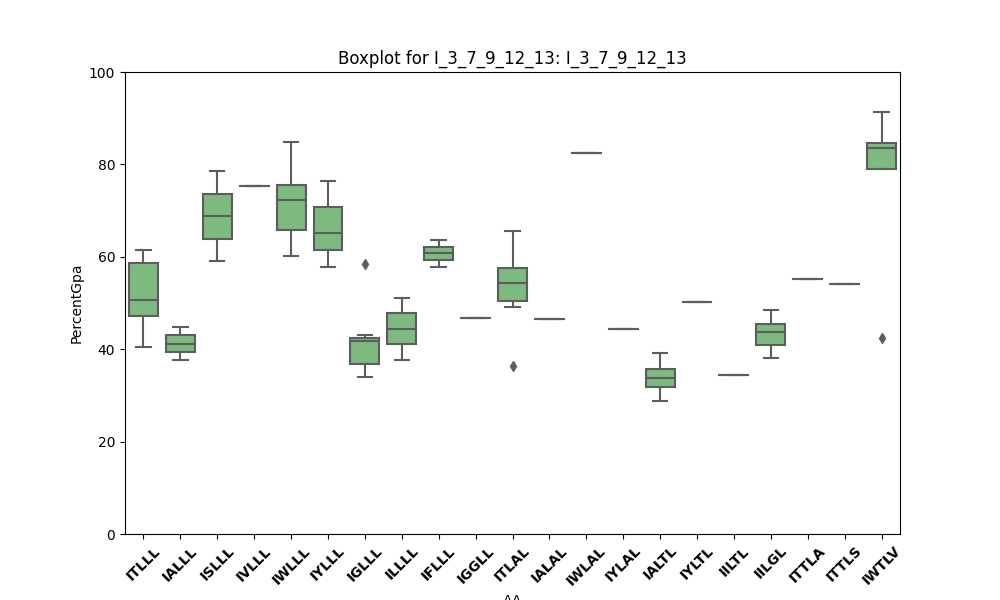 Boxplot for I_3_7_9_12_13: I_3_7_9_12_13
PercentGpa
100
80
60
40
20
0
ITLLL
IALLL
ISLLL
IVLLL
IWLLL
IYLLL
IGLLL
ILLLL
IFLLL
IGGLL
ITLAL
IALAL
IWLAL
IYLAL
IALTL
IYLTL
IILTL
IILGL
ITTLA
ITTLS
IWTLV
AA